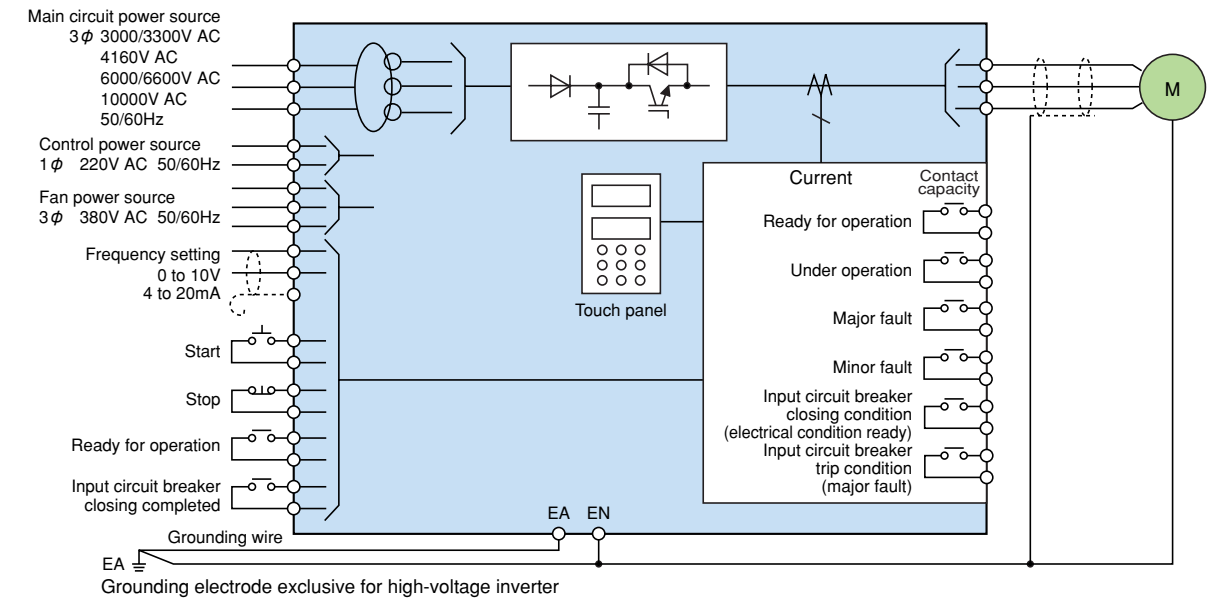 Main circuit power source
3φ 3000/3300V AC
4160V AC
6000/6600V AC
10000V AC
50/60Hz
Control power source
1φ 220V AC 50/60Hz
Fan power source
3φ 380V AC 50/60Hz
Frequency setting
0 to 10V
4 to 20mA
Start
Stop
Ready for operation
Input circuit breaker
closing completed
Touch panel
Current
Contact
capacity
Ready for operation
Under operation
Major fault
Minor fault
Input circuit breaker
closing condition
(electrical condition ready)
Input circuit breaker
trip condition
(major fault)
M
EA EN
Grounding wire
EA
Grounding electrode exclusive for high-voltage inverter